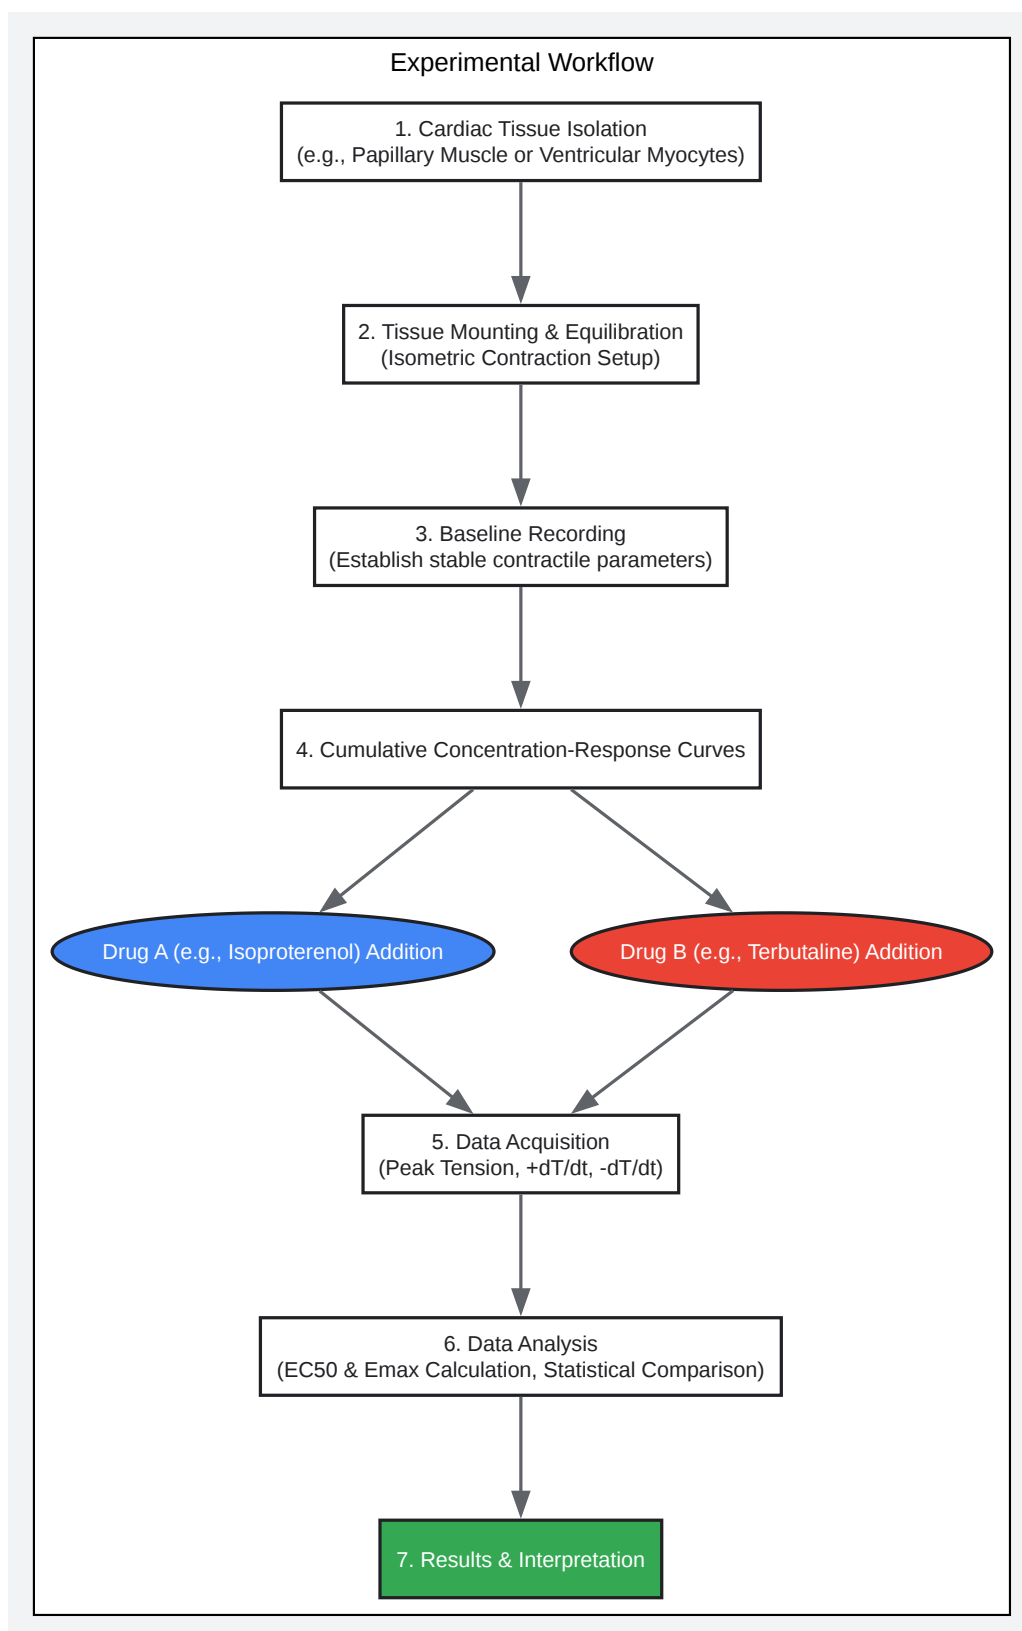 Experimental Workflow
1. Cardiac Tissue Isolation
(e.g., Papillary Muscle or Ventricular Myocytes)
2. Tissue Mounting & Equilibration
(Isometric Contraction Setup)
3. Baseline Recording
(Establish stable contractile parameters)
4. Cumulative Concentration-Response Curves
Drug A (e.g., Isoproterenol) Addition
Drug B (e.g., Terbutaline) Addition
5. Data Acquisition
(Peak Tension, +dT/dt, -dT/dt)
6. Data Analysis
(EC50 & Emax Calculation, Statistical Comparison)
7. Results & Interpretation